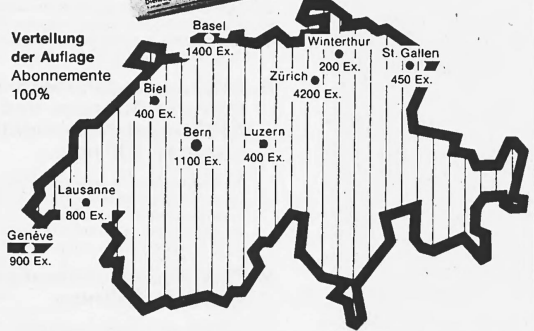 Verteilung
der Auflage
Abonnemente
100%
Basel
1400 Ex.
Winterthur
200 Ex.
St. Gallen
450 Ex.
Zürich
4200 Ex.
Biel
400 Ex.
Bern
1100 Ex.
Luzern
400 Ex.
Lausanne
800 Ex.
Genève
900 Ex.